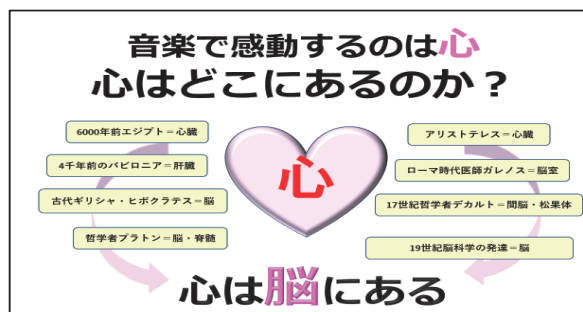 音楽で感動するのは心
心はどこにあるのか？
6000年前エジプト＝心臓
4千年前のバビロニア＝肝臓
古代ギリシャ・ヒポクラテス＝脳
哲学者プラトン＝脳・脊髄
心
アリストテレス＝心臓
ローマ時代医師ガレノス＝脳室
17世紀哲学者デカルト＝間脳・松果体
19世紀脳科学の発達＝脳
心は脳にある